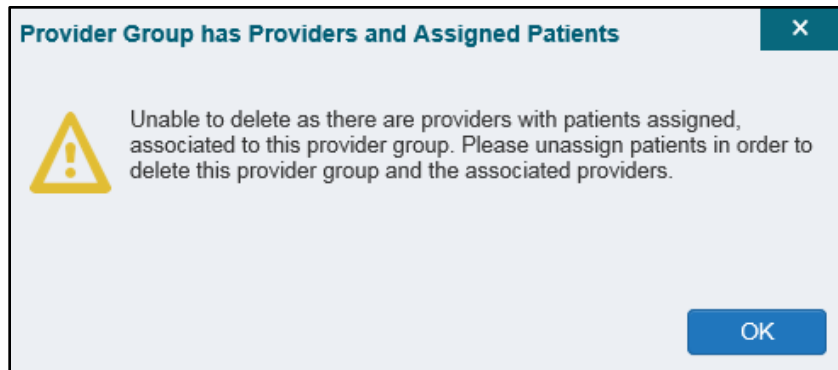 Provider Group has Providers and Assigned Patients
Unable to delete as there are providers with patients assigned,
associated to this provider group. Please unassign patients in order to
delete this provider group and the associated providers.
OK